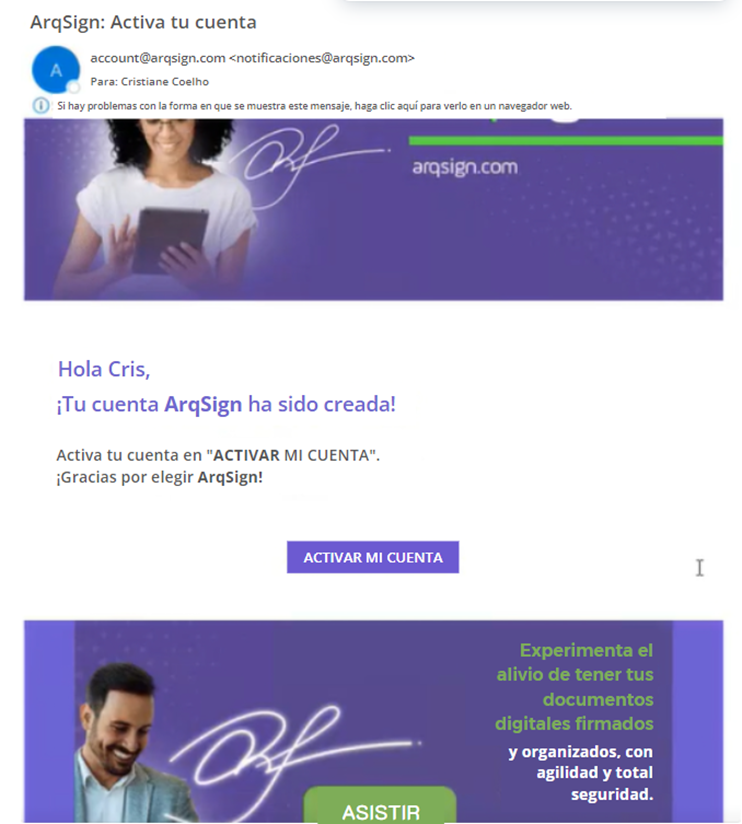 ArqSign: Activa tu cuenta
A
account@arqsign.com <notificaciones@arqsign.com>
Para: Cristiane Coelho
Si hay problemas con la forma en que se muestra este mensaje, haga clic aquí para verlo en un navegador web.
arqsign.com
Hola Cris,
¡Tu cuenta ArqSign ha sido creada!
Activa tu cuenta en "ACTIVAR MI CUENTA".
¡Gracias por elegir ArqSign!
ACTIVAR MI CUENTA
Experimenta el
alivio de tener tus
documentos
digitales firmados
y organizados, con
agilidad y total
seguridad.
ASISTIR